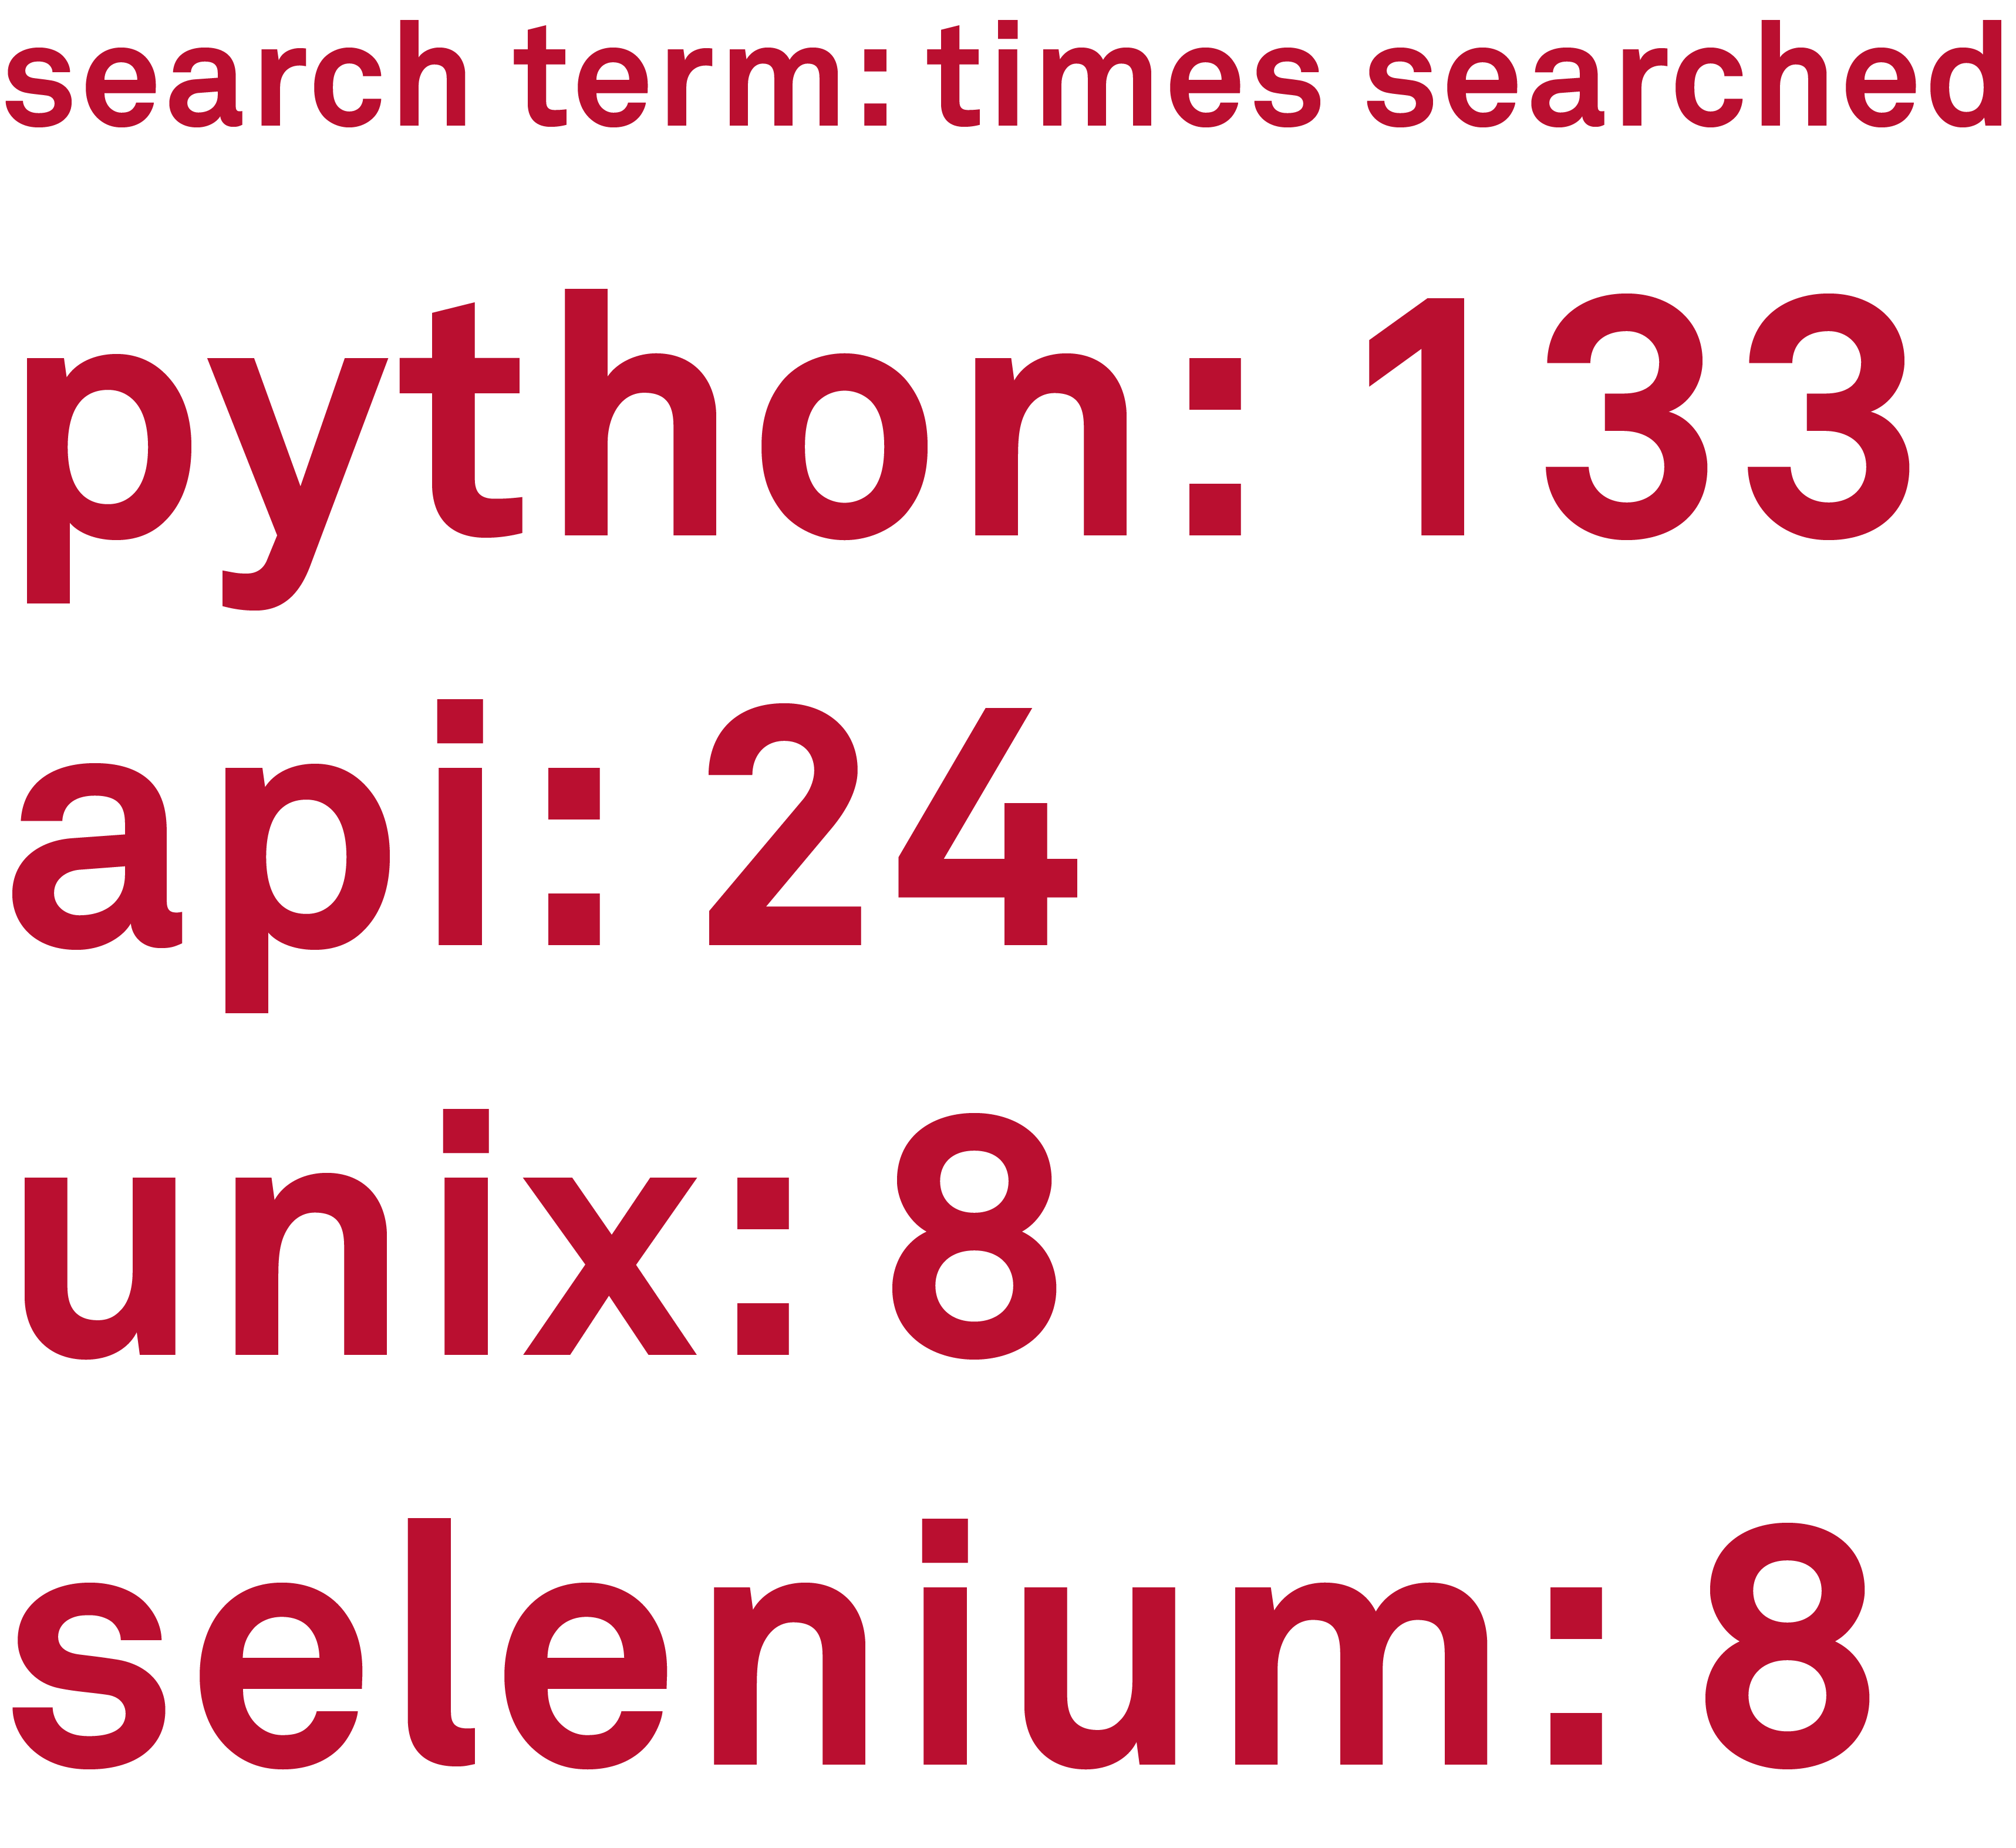 search term: times searched
python: 133
api: 24
unix: 8
selenium: 8